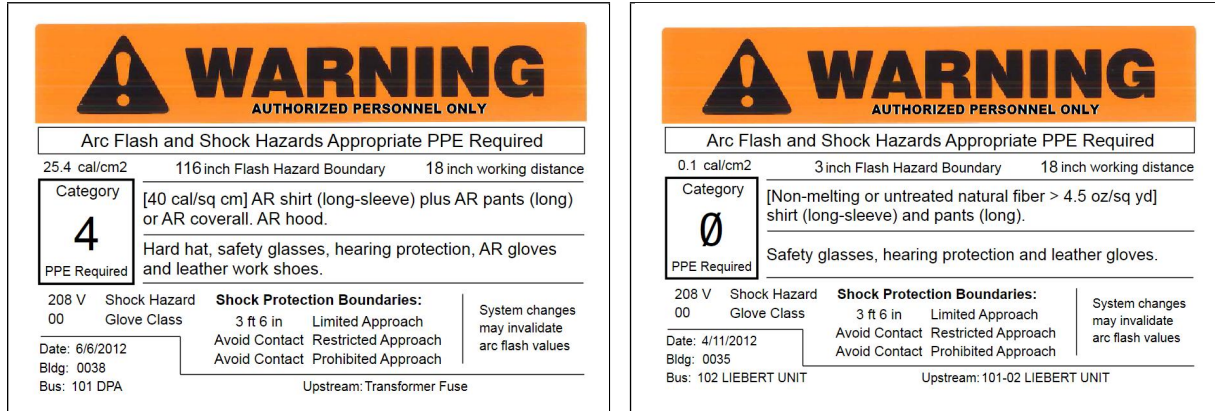 WARNING
AUTHORIZED PERSONNEL ONLY
Arc Flash and Shock Hazards Appropriate PPE Required
25.4 cal/cm2 116 inch Flash Hazard Boundary 18 inch working distance
Category
4
PPE Required
[40 cal/sq cm] AR shirt (long-sleeve) plus AR pants (long)
or AR coverall. AR hood.
Hard hat, safety glasses, hearing protection, AR gloves
and leather work shoes.
208 V Shock Hazard
00 Glove Class
Shock Protection Boundaries:
3 ft 6 in Limited Approach
Avoid Contact Restricted Approach
Avoid Contact Prohibited Approach
System changes
may invalidate
arc flash values
Date: 6/6/2012
Bldg: 0038
Bus: 101 DPA
Upstream: Transformer Fuse
WARNING
AUTHORIZED PERSONNEL ONLY
Arc Flash and Shock Hazards Appropriate PPE Required
0.1 cal/cm2 3 inch Flash Hazard Boundary 18 inch working distance
Category
Ø
PPE Required
[Non-melting or untreated natural fiber > 4.5 oz/sq yd]
shirt (long-sleeve) and pants (long).
Safety glasses, hearing protection and leather gloves.
208 V Shock Hazard
00 Glove Class
Shock Protection Boundaries:
3 ft 6 in Limited Approach
Avoid Contact Restricted Approach
Avoid Contact Prohibited Approach
System changes
may invalidate
arc flash values
Date: 4/11/2012
Bldg: 0035
Bus: 102 LIEBERT UNIT
Upstream: 101-02 LIEBERT UNIT